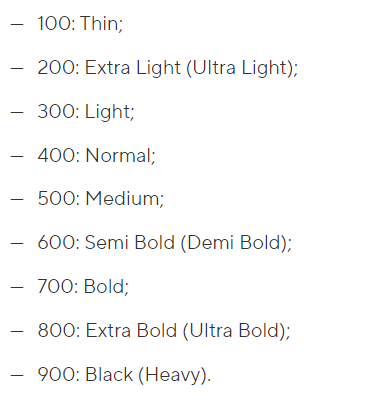 — 100: Thin;
— 200: Extra Light (Ultra Light);
— 300: Light;
— 400: Normal;
— 500: Medium;
— 600: Semi Bold (Demi Bold);
— 700: Bold;
— 800: Extra Bold (Ultra Bold);
— 900: Black (Heavy).